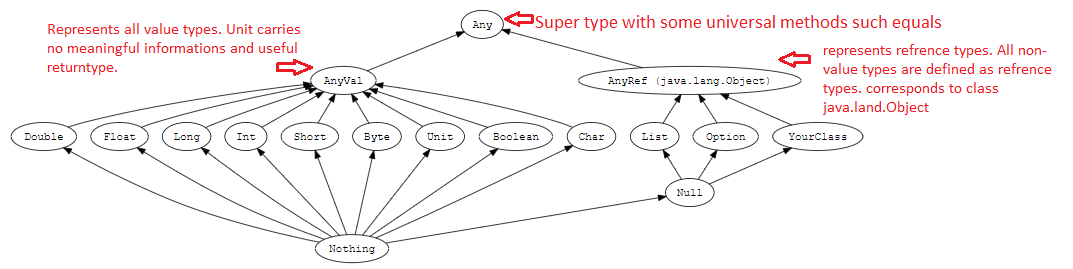 Any
Super type with some universal methods such equals
Represents all value types. Unit carries
no meaningful informations and useful
returntype.
represents refrence types. All non-
value types are defined as refrence
types. corresponds to class
java.land.Object
AnyVal
AnyRef (java.lang.Object)
Double
Float
Long
Int
Short
Byte
Unit
Boolean
Char
List
Option
YourClass
Null
Nothing